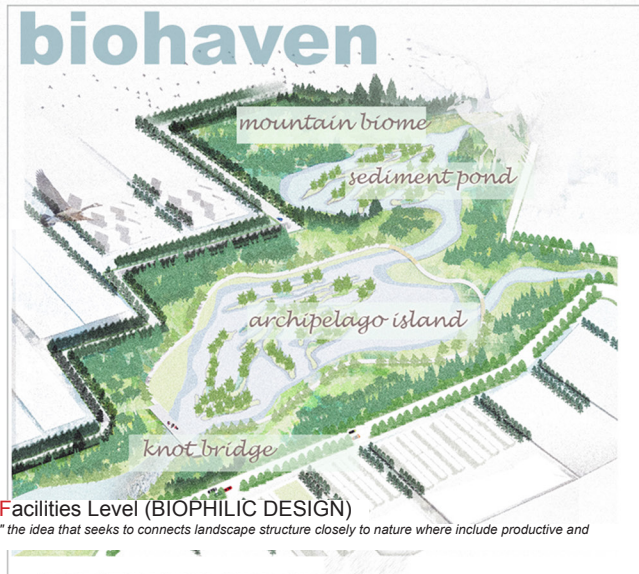 biohaven
mountain biome
sediment pond
archipelago island
knot bridge
Facilities Level (BIOPHILIC DESIGN)
" the idea that seeks to connects landscape structure closely to nature where include productive and